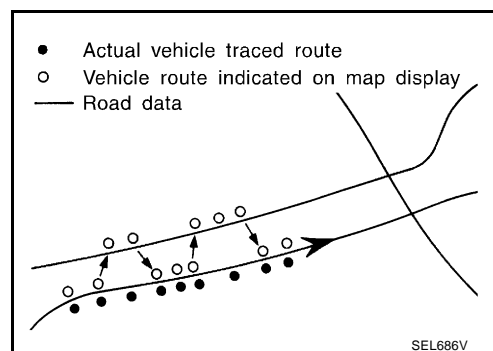 Actual vehicle traced route
Vehicle route indicated on map display
Road data
SEL686V